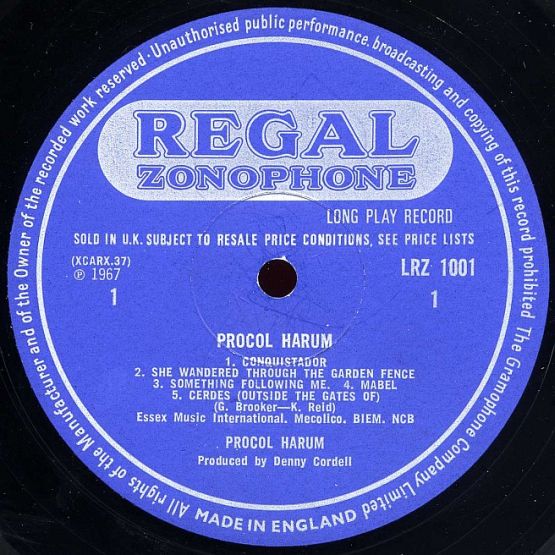 All rights of the Manufacturer and of the Owner of the recorded work reserved · Unauthorised public performance, broadcasting and copying of this record prohibited The Gramophone Company Limited
REGAL
ZONOPHONE
LONG PLAY RECORD
SOLD IN U.K. SUBJECT TO RESALE PRICE CONDITIONS, SEE PRICE LISTS
(XCARX.37)
℗ 1967
LRZ 1001
1
1
PROCOL HARUM
1. CONQUISTADOR
2. SHE WANDERED THROUGH THE GARDEN FENCE
3. SOMETHING FOLLOWING ME. 4. MABEL
5. CERDES (OUTSIDE THE GATES OF)
(G. Brooker—K. Reid)
Essex Music International. Mecolico. BIEM. NCB
PROCOL HARUM
Produced by Denny Cordell
MADE IN ENGLAND